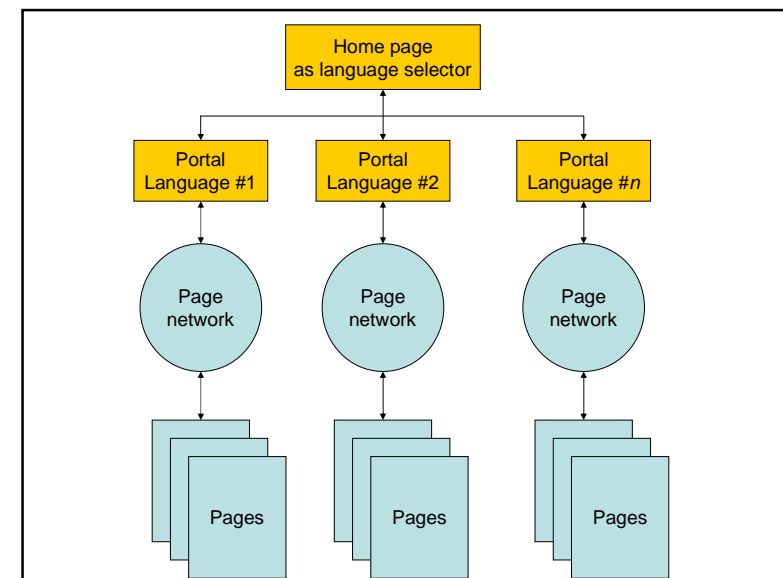 Home page
as language selector
Portal
Language #1
Portal
Language #2
Portal
Language #n
Page
network
Page
network
Page
network
Pages
Pages
Pages